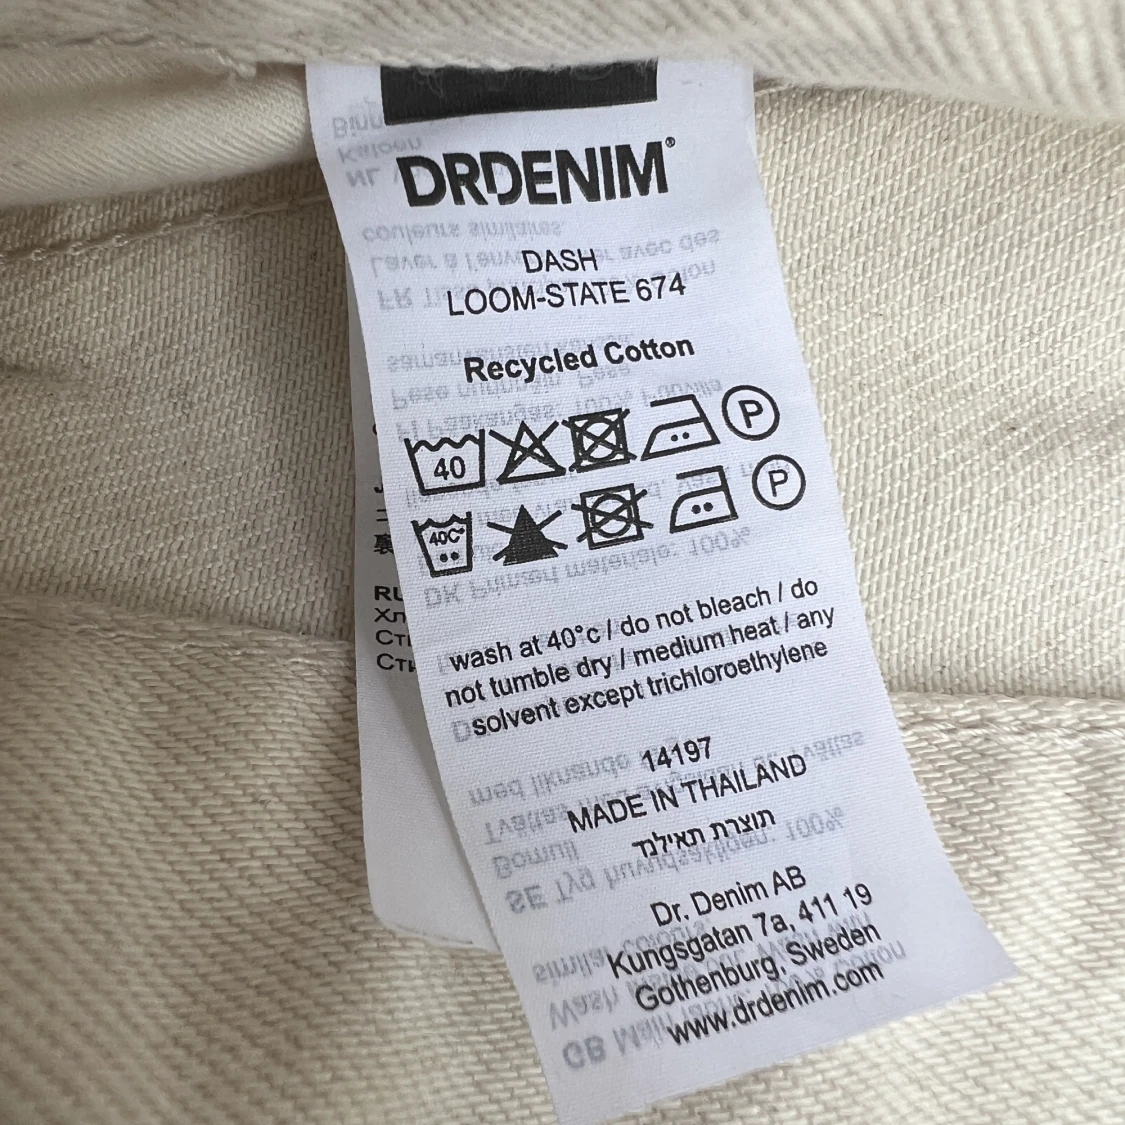 DRDENIM®
DASH
LOOM-STATE 674
Recycled Cotton
40 P
40C° P
wash at 40°c / do not bleach / do
not tumble dry / medium heat / any
solvent except trichloroethylene
14197
MADE IN THAILAND
תוצרת תאילנד
Dr. Denim AB
Kungsgatan 7a, 411 19
Gothenburg, Sweden
www.drdenim.com
RU
Хл